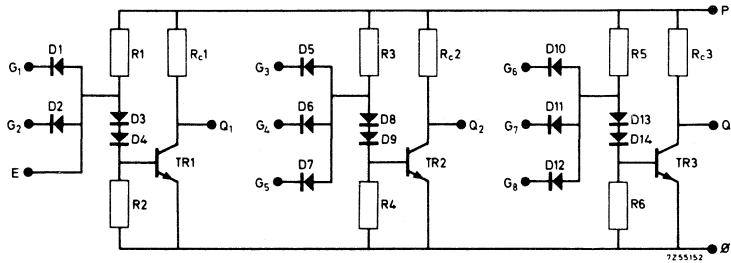 P
D1 R1 Rc1 D5 R3 Rc2 D10 R5 Rc3
G1 G3 G6
D2 D3 D6 D8 D11 D13
G2 D4 Q1 G4 D9 Q2 G7 D14 Q
E TR1 D7 TR2 D12 TR3
G5 G8
R2 R4 R6
Ø
7Z55152